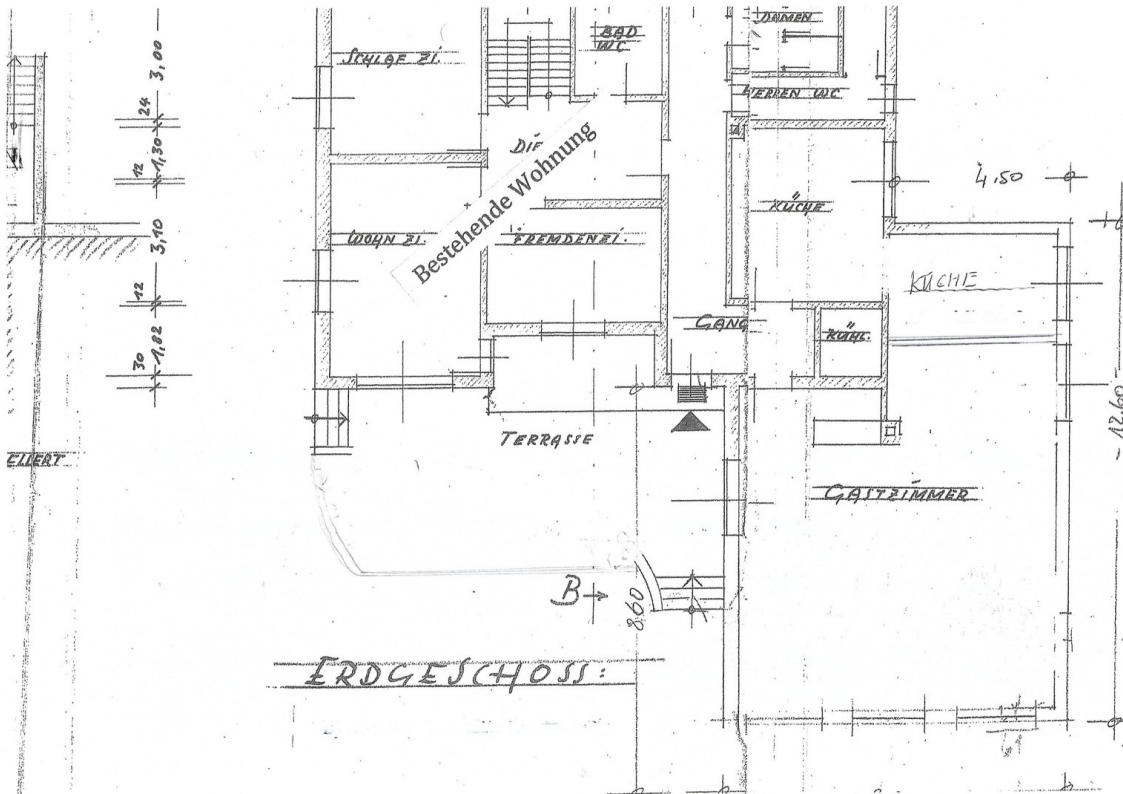 DAMEN
BAD
WC
SCHLAF ZI.
HERREN WC
DIE
Bestehende Wohnung
WOHN ZI.
FREMDENZI.
KÜCHE
4,50
KÜCHE
GANG
KÜHL.
3,00
24
1,30
12
3,10
12
1,82
30
12,60
TERRASSE
ELLERT
GASTZIMMER
B
8,60
ERDGESCHOSS: